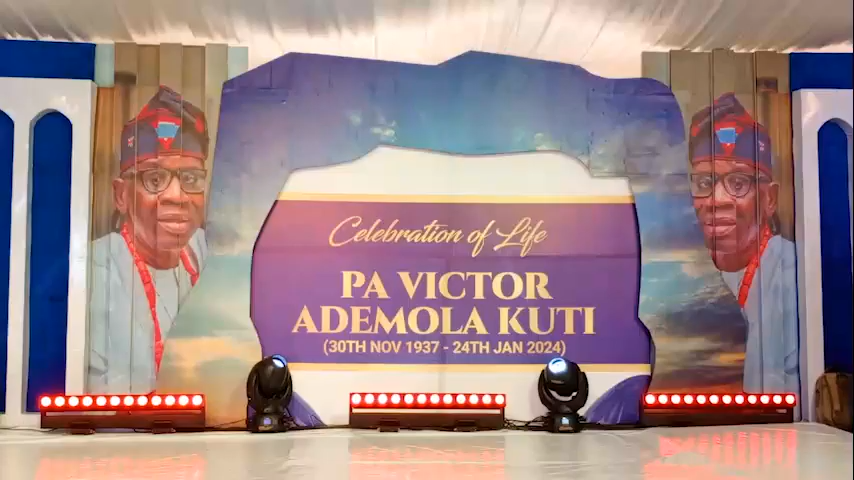 Celebration of Life
PA VICTOR
ADEMOLA KUTI
(30TH NOV 1937 - 24TH JAN 2024)